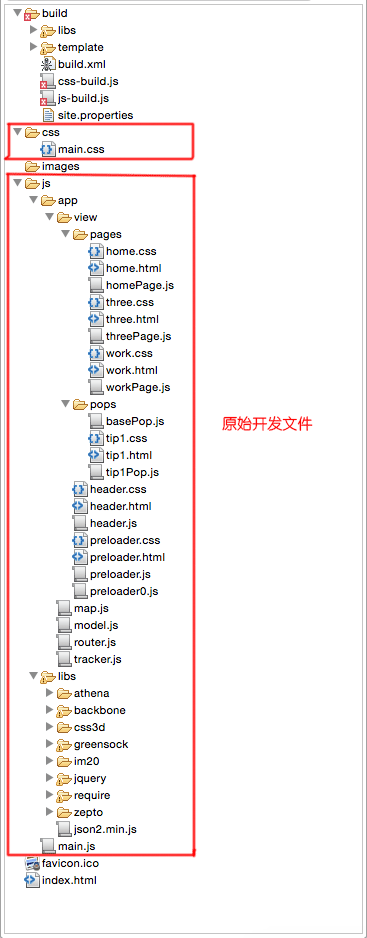 build
libs
template
build.xml
css-build.js
js-build.js
site.properties
css
main.css
images
js
app
view
pages
home.css
home.html
homePage.js
three.css
three.html
threePage.js
work.css
work.html
workPage.js
原始开发文件
pops
basePop.js
tip1.css
tip1.html
tip1Pop.js
header.css
header.html
header.js
preloader.css
preloader.html
preloader.js
preloader0.js
map.js
model.js
router.js
tracker.js
libs
athena
backbone
css3d
greensock
im20
jquery
require
zepto
json2.min.js
main.js
favicon.ico
index.html